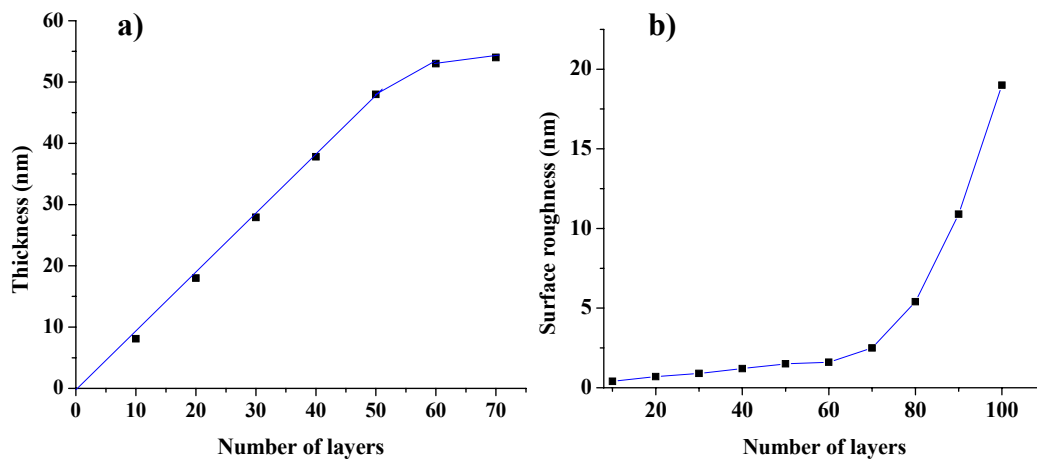 a)
Thickness (nm)
60
50
40
30
20
10
0
0 10 20 30 40 50 60 70
Number of layers
b)
Surface roughness (nm)
20
15
10
5
0
20 40 60 80 100
Number of layers